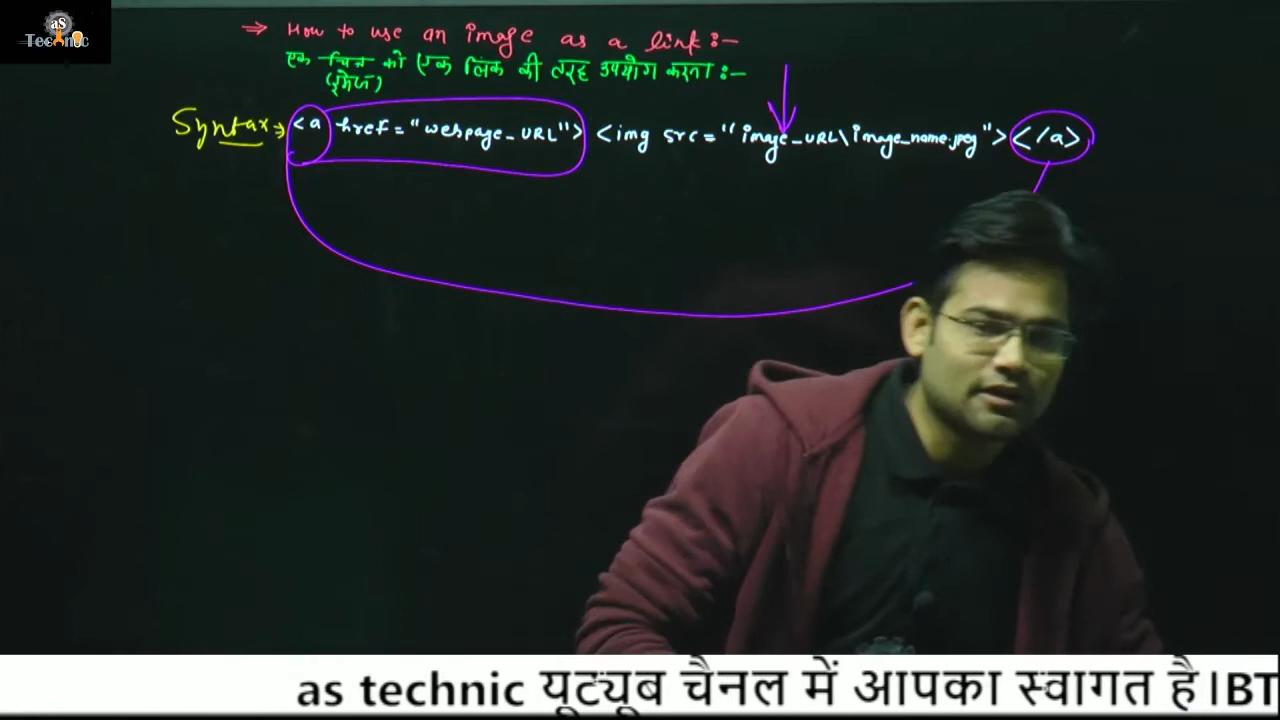 as
Technic
⇒ How to use an image as a link :-
एक चित्र को एक लिंक की तरह उपयोग करना :-
(इमेज)
Syntax ⇒ <a href="webpage_URL"> <img src="image_URL\image_name.jpeg"> </a>
as technic यूट्यूब चैनल में आपका स्वागत है। BT